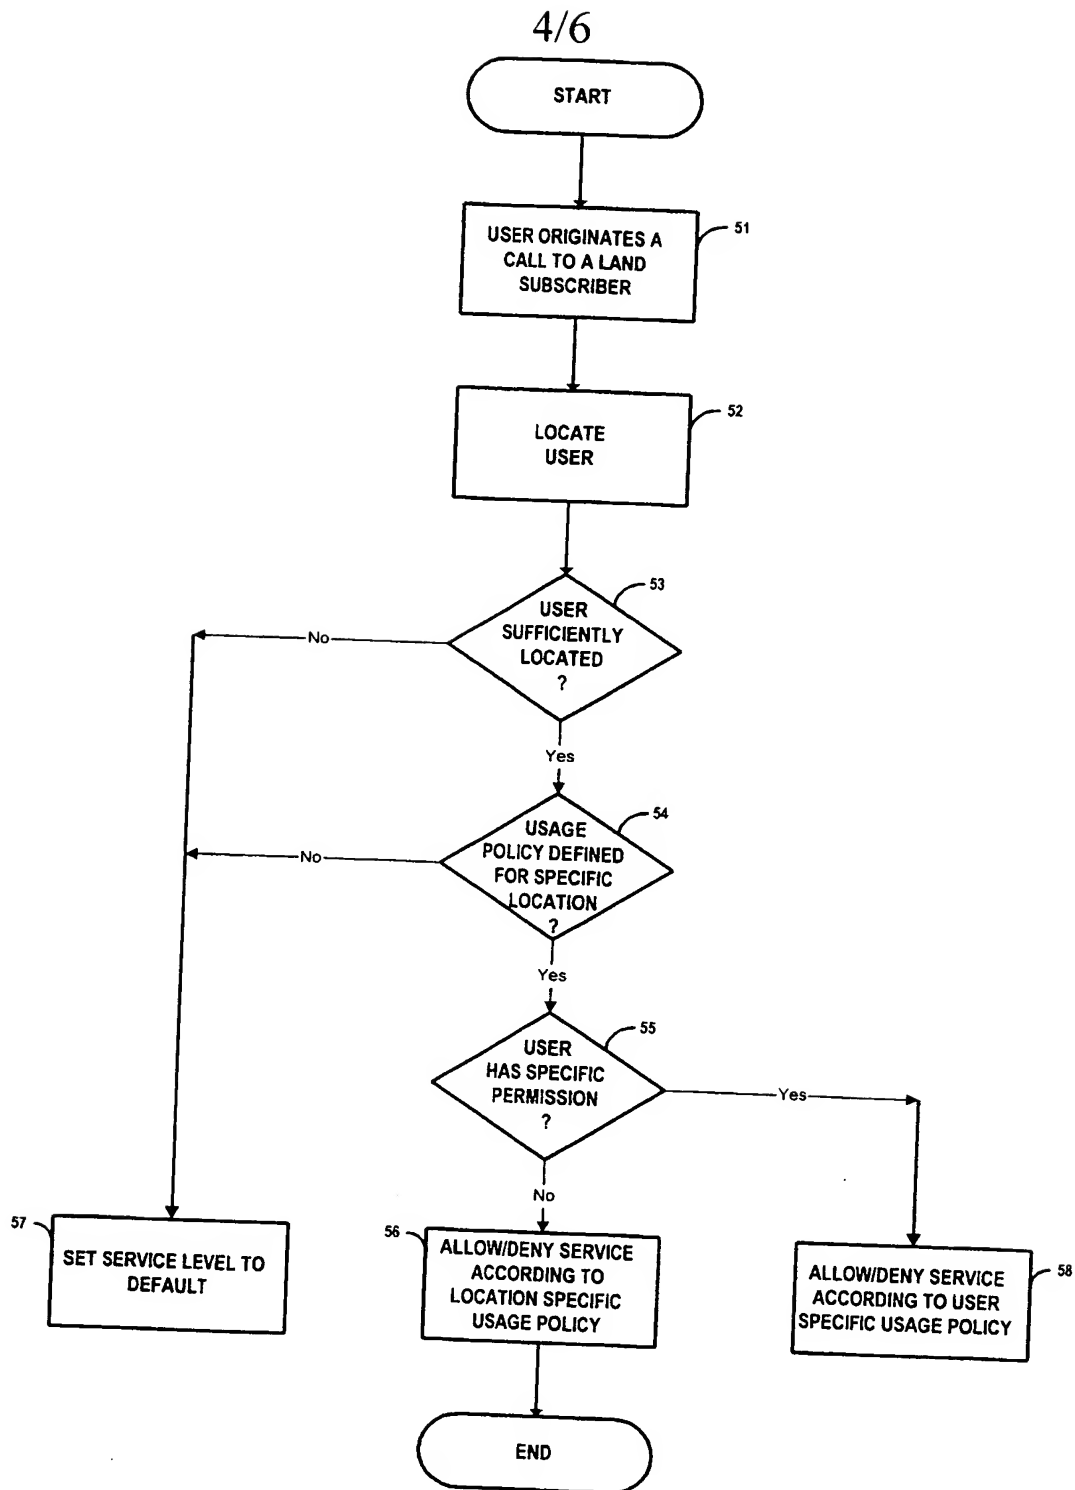 4/6
START
USER ORIGINATES A
CALL TO A LAND
SUBSCRIBER
51
LOCATE
USER
52
USER
SUFFICIENTLY
LOCATED
?
53
No
Yes
USAGE
POLICY DEFINED
FOR SPECIFIC
LOCATION
?
54
No
Yes
USER
HAS SPECIFIC
PERMISSION
?
55
Yes
No
57
SET SERVICE LEVEL TO
DEFAULT
56
ALLOW/DENY SERVICE
ACCORDING TO
LOCATION SPECIFIC
USAGE POLICY
ALLOW/DENY SERVICE
ACCORDING TO USER
SPECIFIC USAGE POLICY
58
END